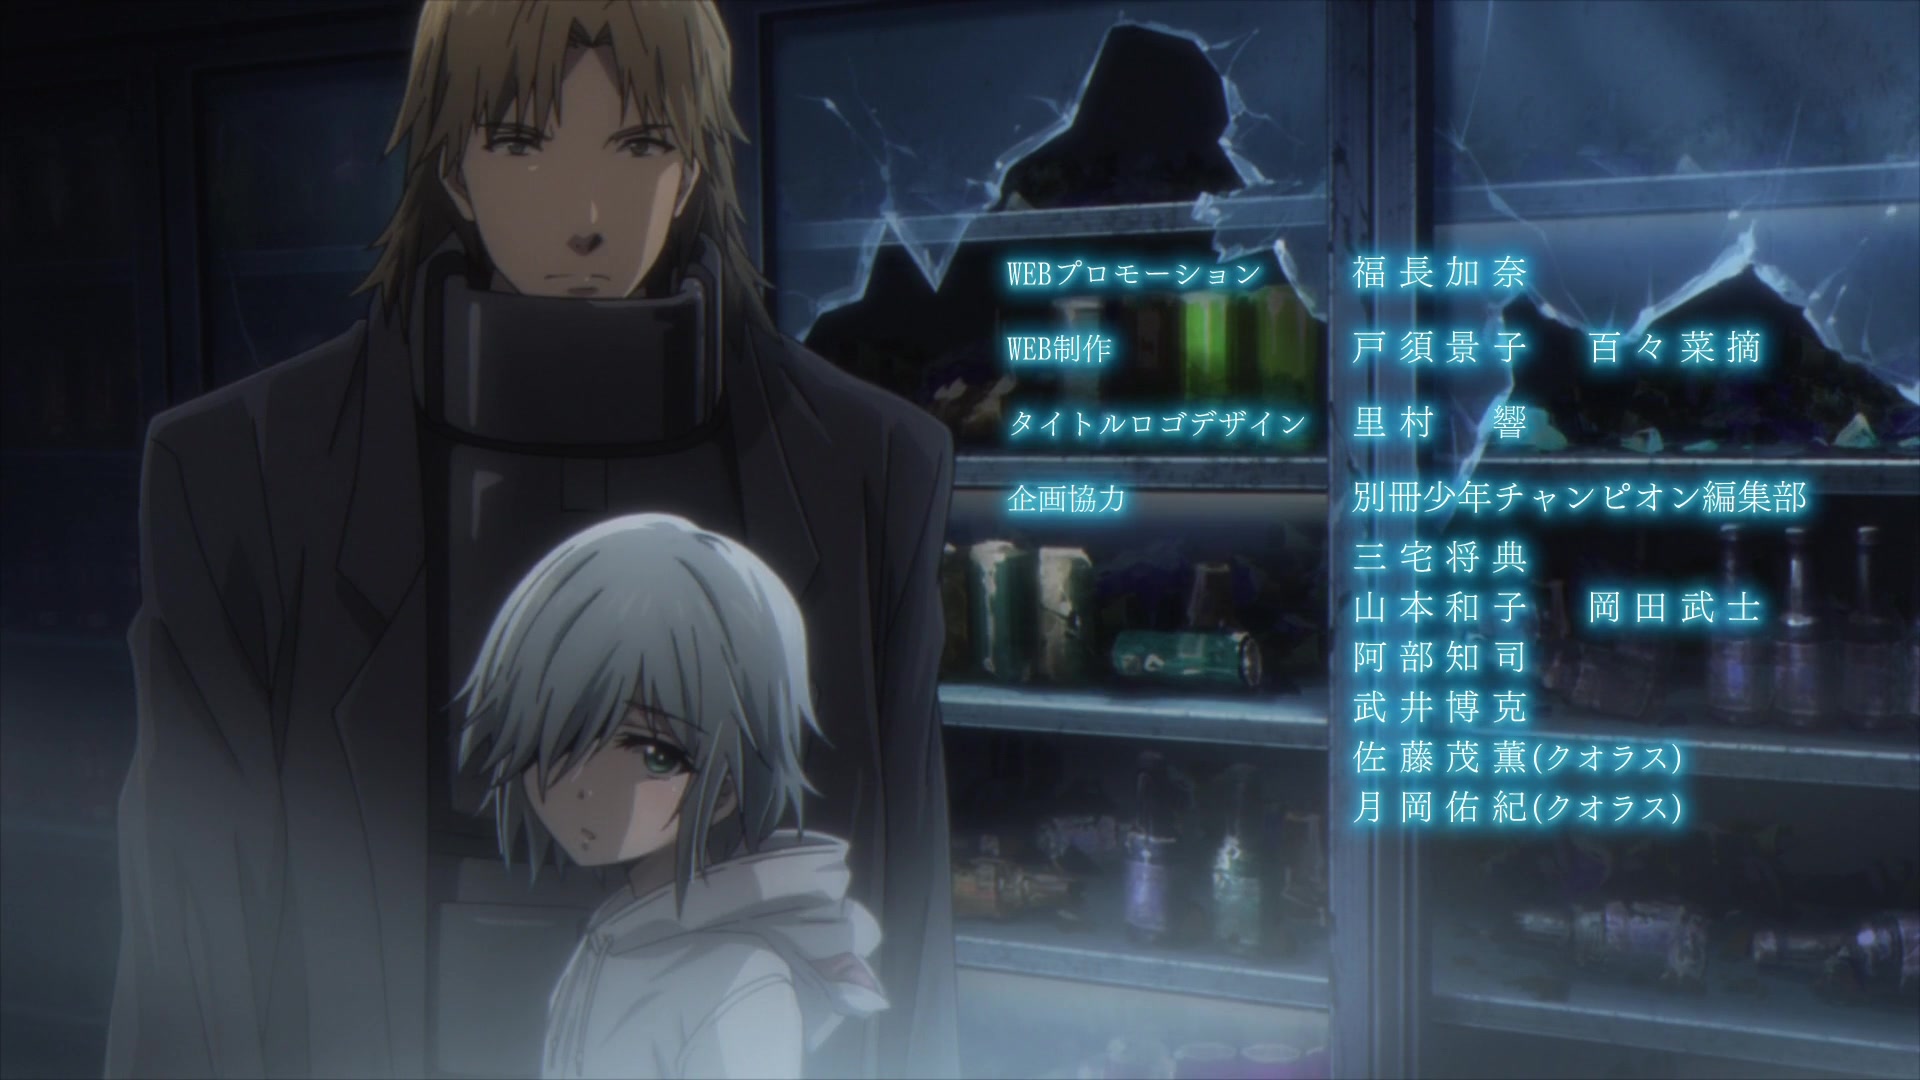 WEBプロモーション 福長加奈
WEB制作 戸須景子 百々菜摘
タイトルロゴデザイン 里村 響
企画協力 別冊少年チャンピオン編集部
三宅将典
山本和子 岡田武士
阿部知司
武井博克
佐藤茂薫(クオラス)
月岡佑紀(クオラス)